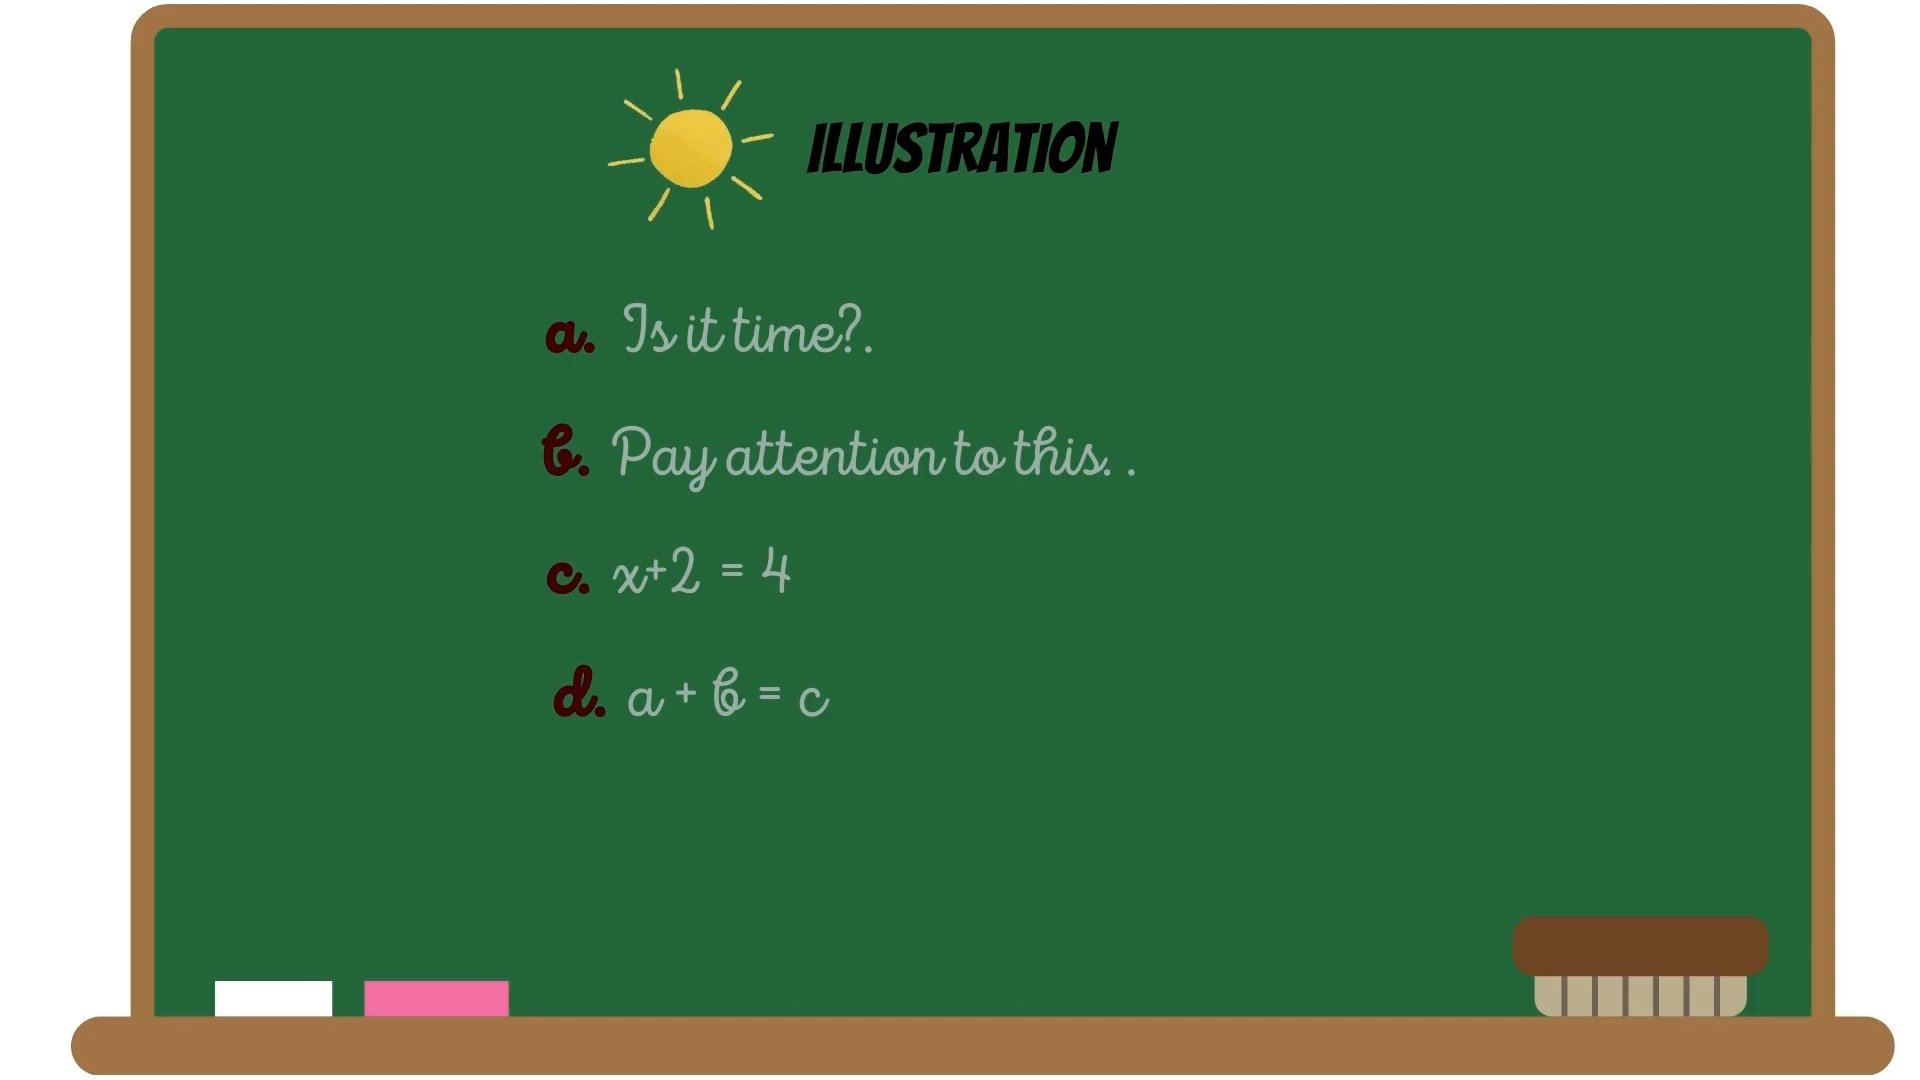 ILLUSTRATION
a. Is it time?.
b. Pay attention to this. .
c. x+2 = 4
d. a + b = c